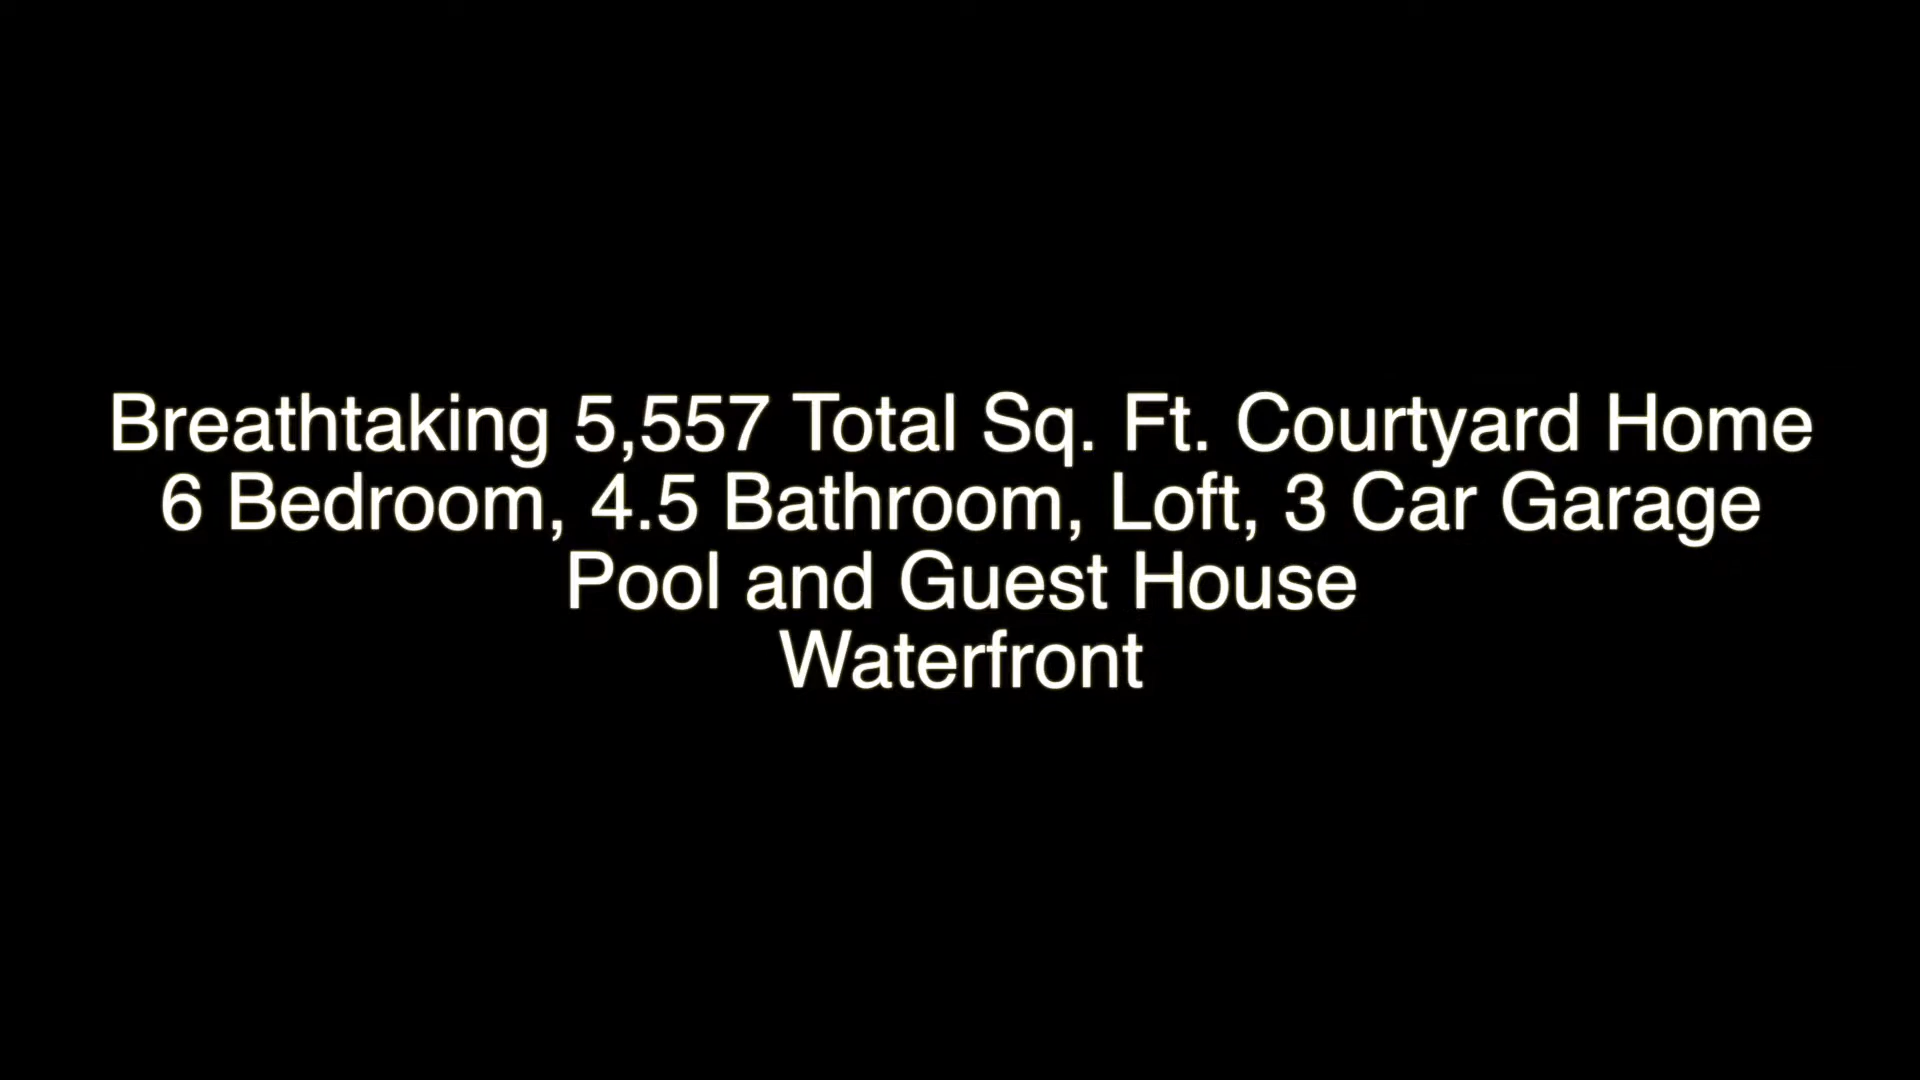 Breathtaking 5,557 Total Sq. Ft. Courtyard Home
6 Bedroom, 4.5 Bathroom, Loft, 3 Car Garage
Pool and Guest House
Waterfront